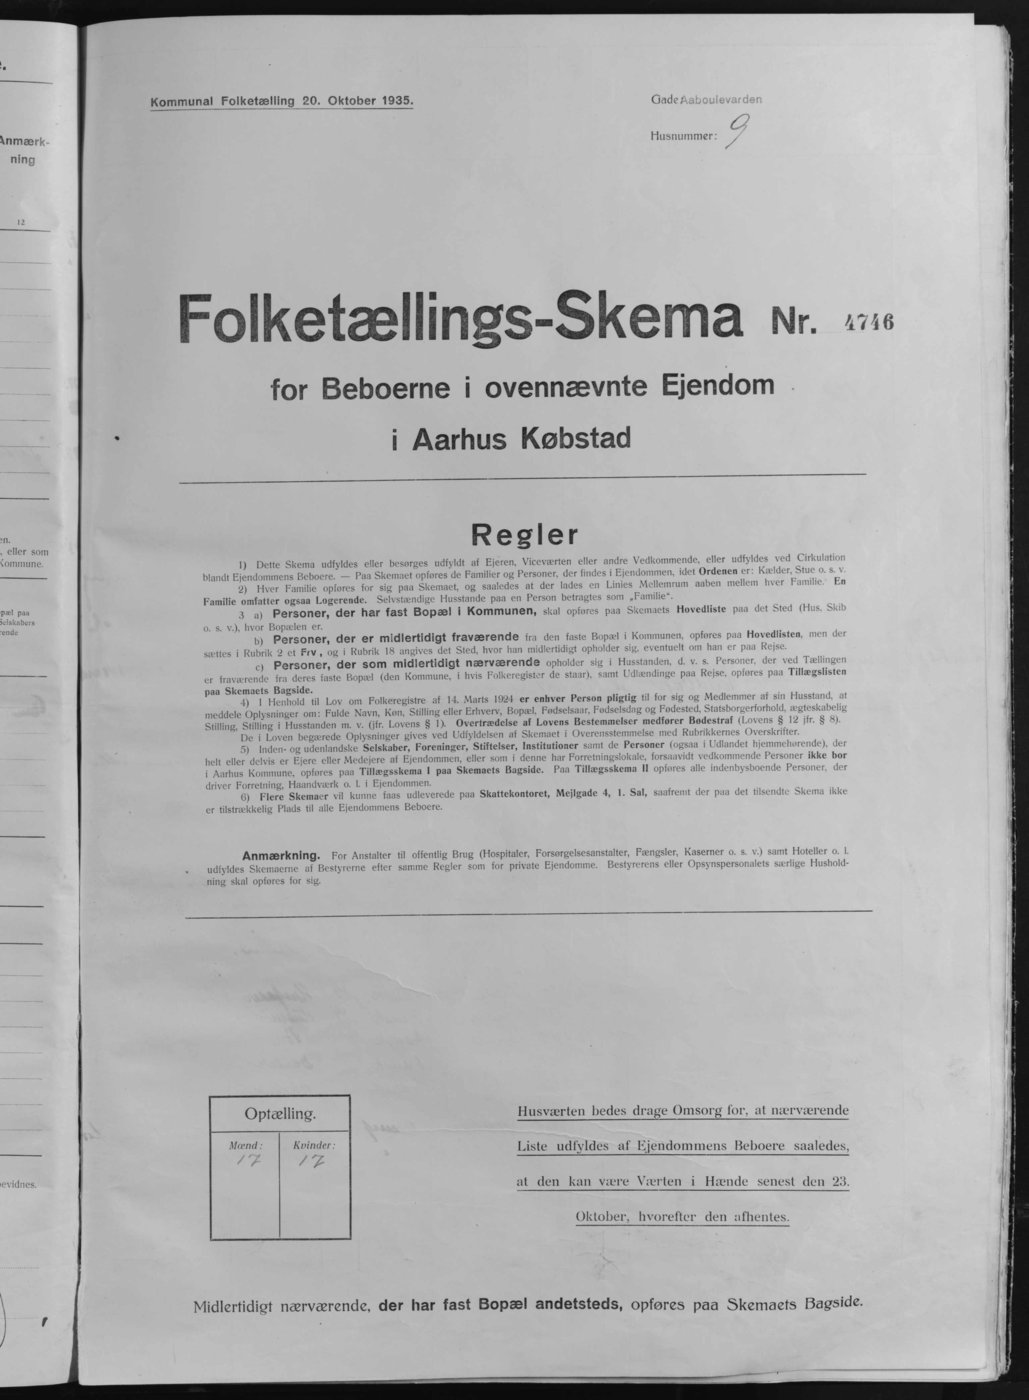 e.
Anmærk-
ning
12
en.
, eller som
Kommune.
pæl paa
Selskabers
rende
evidnes.
Kommunal Folketælling 20. Oktober 1935.
Gade Aaboulevarden
Husnummer: 9
Folketællings-Skema Nr. 4746
for Beboerne i ovennævnte Ejendom
i Aarhus Købstad
Regler
1) Dette Skema udfyldes eller besørges udfyldt af Ejeren, Viceværten eller andre Vedkommende, eller udfyldes ved Cirkulation
blandt Ejendommens Beboere. — Paa Skemaet opføres de Familier og Personer, der findes i Ejendommen, idet Ordenen er: Kælder, Stue o. s. v.
2) Hver Familie opføres for sig paa Skemaet, og saaledes at der lades en Linies Mellemrum aaben mellem hver Familie. En
Familie omfatter ogsaa Logerende. Selvstændige Husstande paa en Person betragtes som „Familie“.
3 a) Personer, der har fast Bopæl i Kommunen, skal opføres paa Skemaets Hovedliste paa det Sted (Hus, Skib
o. s. v.), hvor Bopælen er.
b) Personer, der er midlertidigt fraværende fra den faste Bopæl i Kommunen, opføres paa Hovedlisten, men der
sættes i Rubrik 2 et Frv., og i Rubrik 18 angives det Sted, hvor han midlertidigt opholder sig, eventuelt om han er paa Rejse.
c) Personer, der som midlertidigt nærværende opholder sig i Husstanden, d. v. s. Personer, der ved Tællingen
er fraværende fra deres faste Bopæl (den Kommune, i hvis Folkeregister de staar), samt Udlændinge paa Rejse, opføres paa Tillægslisten
paa Skemaets Bagside.
4) I Henhold til Lov om Folkeregistre af 14. Marts 1924 er enhver Person pligtig til for sig og Medlemmer af sin Husstand, at
meddele Oplysninger om: Fulde Navn, Køn, Stilling eller Erhverv, Bopæl, Fødselsaar, Fødselsdag og Fødested, Statsborgerforhold, ægteskabelig
Stilling, Stilling i Husstanden m. v. (jfr. Lovens § 1). Overtrædelse af Lovens Bestemmelser medfører Bødestraf (Lovens § 12 jfr. § 8).
De i Loven begærede Oplysninger gives ved Udfyldelsen af Skemaet i Overensstemmelse med Rubrikkernes Overskrifter.
5) Inden- og udenlandske Selskaber, Foreninger, Stiftelser, Institutioner samt de Personer (ogsaa i Udlandet hjemmehørende), der
helt eller delvis er Ejere eller Medejere af Ejendommen, eller som i denne har Forretningslokale, forsaavidt vedkommende Personer ikke bor
i Aarhus Kommune, opføres paa Tillægsskema I paa Skemaets Bagside. Paa Tillægsskema II opføres alle indenbysboende Personer, der
driver Forretning, Haandværk o. l. i Ejendommen.
6) Flere Skemaer vil kunne faas udleverede paa Skattekontoret, Mejlgade 4, 1. Sal, saafremt der paa det tilsendte Skema ikke
er tilstrækkelig Plads til alle Ejendommens Beboere.
Anmærkning. For Anstalter til offentlig Brug (Hospitaler, Forsørgelsesanstalter, Fængsler, Kaserner o. s. v.) samt Hoteller o. l.
udfyldes Skemaerne af Bestyrerne efter samme Regler som for private Ejendomme. Bestyrerens eller Opsynspersonalets særlige Hushold-
ning skal opføres for sig.
Optælling.
Mænd: Kvinder:
17 17
Husværten bedes drage Omsorg for, at nærværende
Liste udfyldes af Ejendommens Beboere saaledes,
at den kan være Værten i Hænde senest den 23.
Oktober, hvorefter den afhentes.
Midlertidigt nærværende, der har fast Bopæl andetsteds, opføres paa Skemaets Bagside.